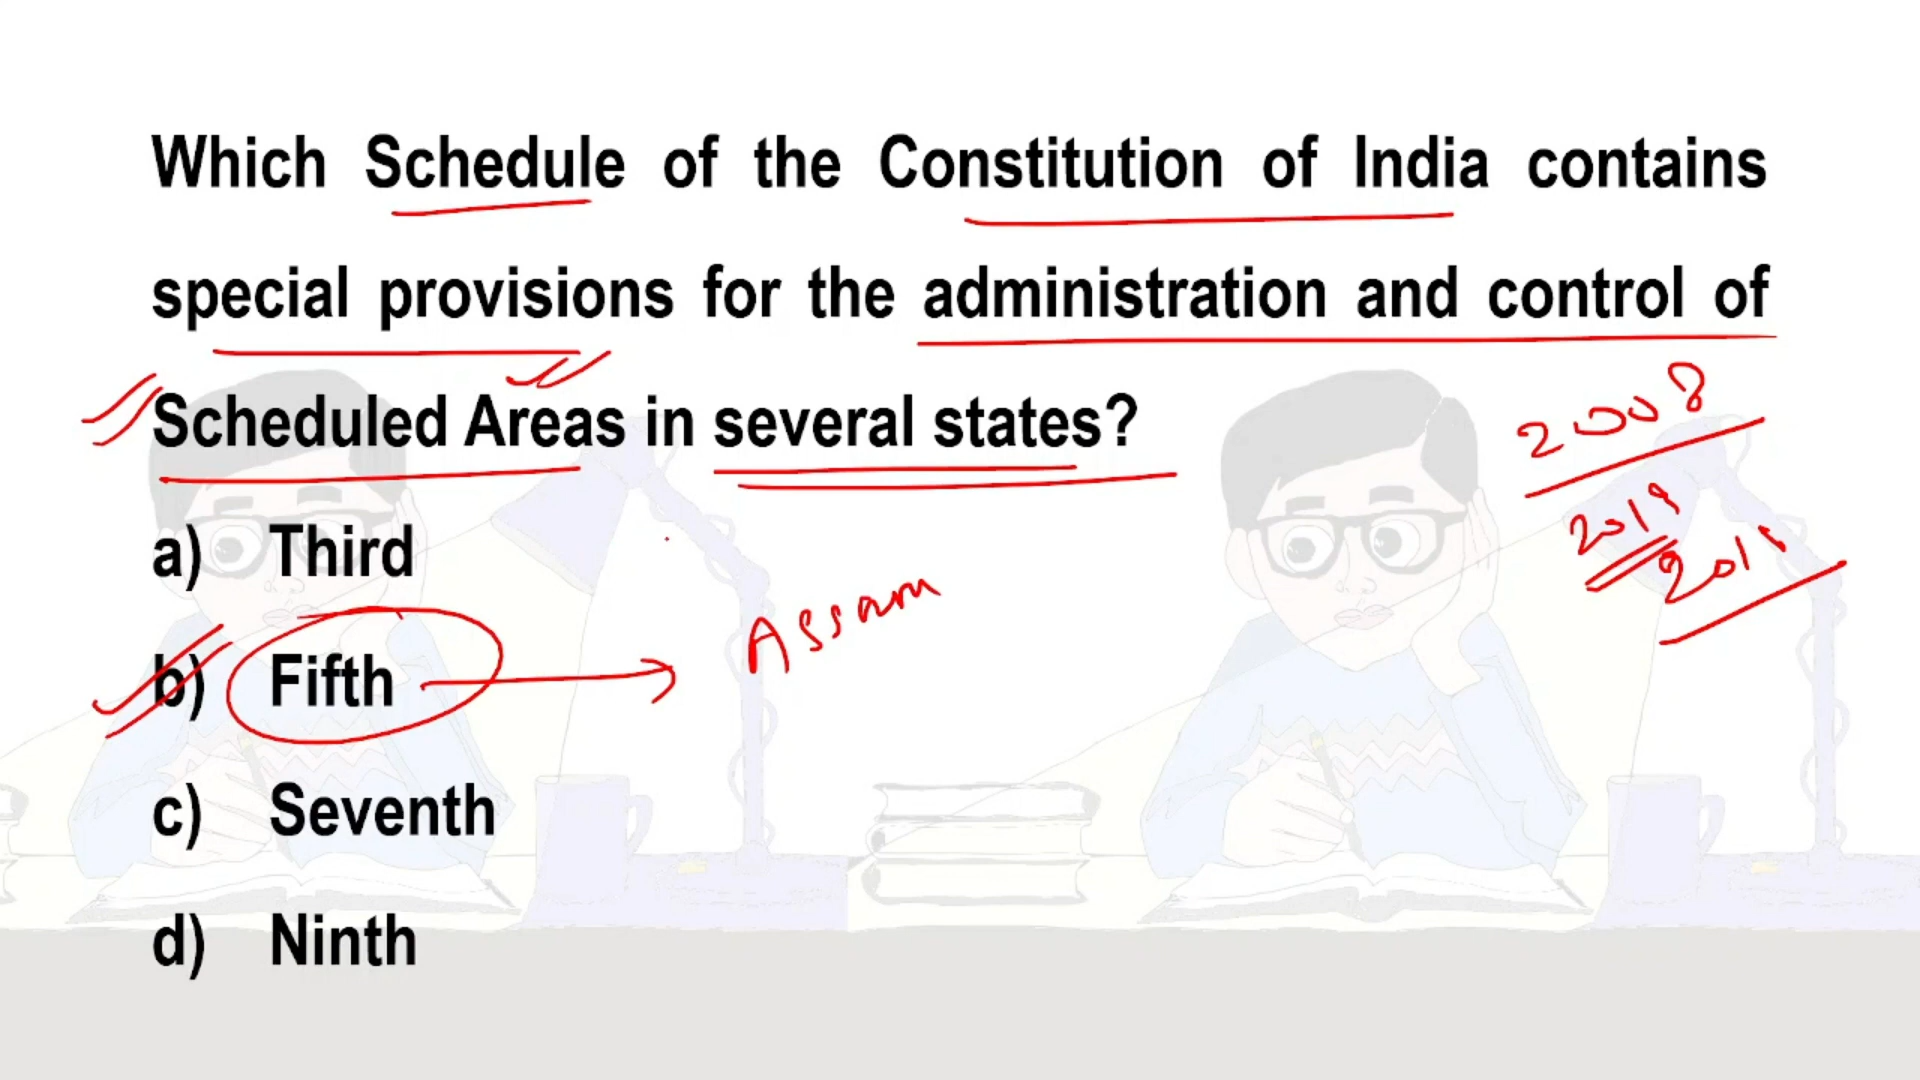 Which Schedule of the Constitution of India contains
special provisions for the administration and control of
Scheduled Areas in several states?
2008
2019
a) Third
Assam
b) Fifth
c) Seventh
d) Ninth